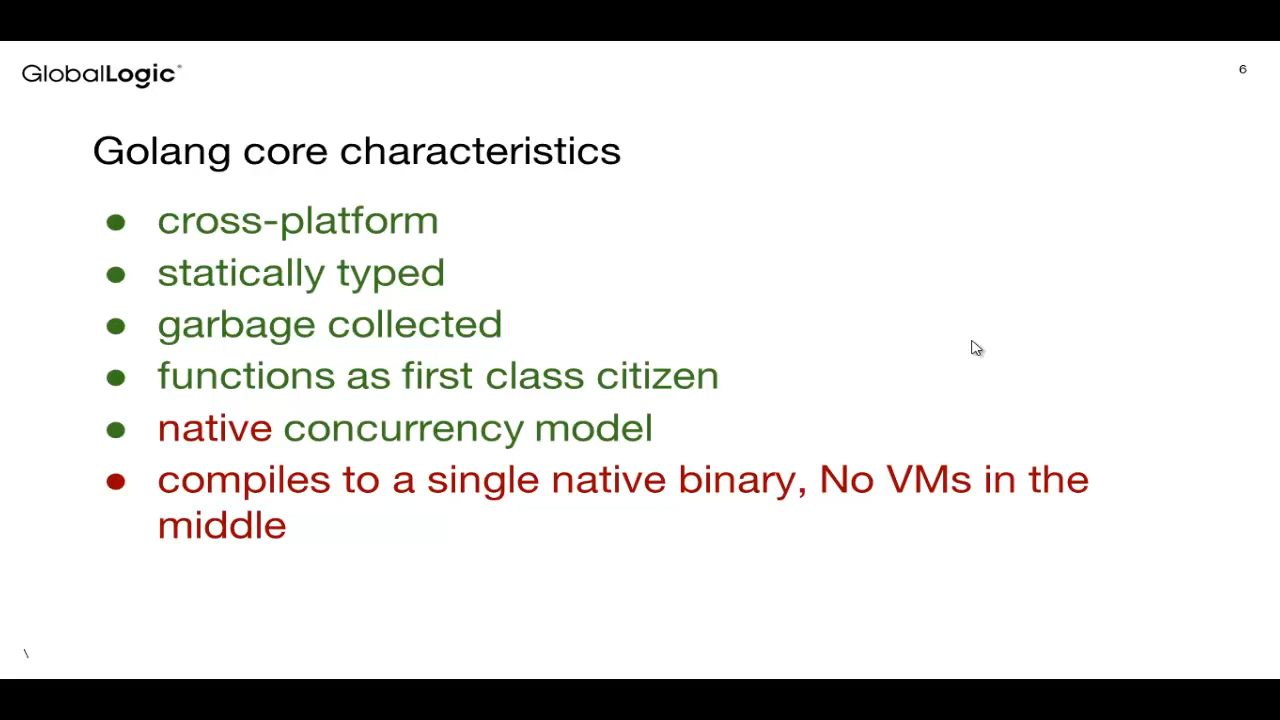 GlobalLogic
6
Golang core characteristics
● cross-platform
● statically typed
● garbage collected
● functions as first class citizen
● native concurrency model
● compiles to a single native binary, No VMs in the
middle
\